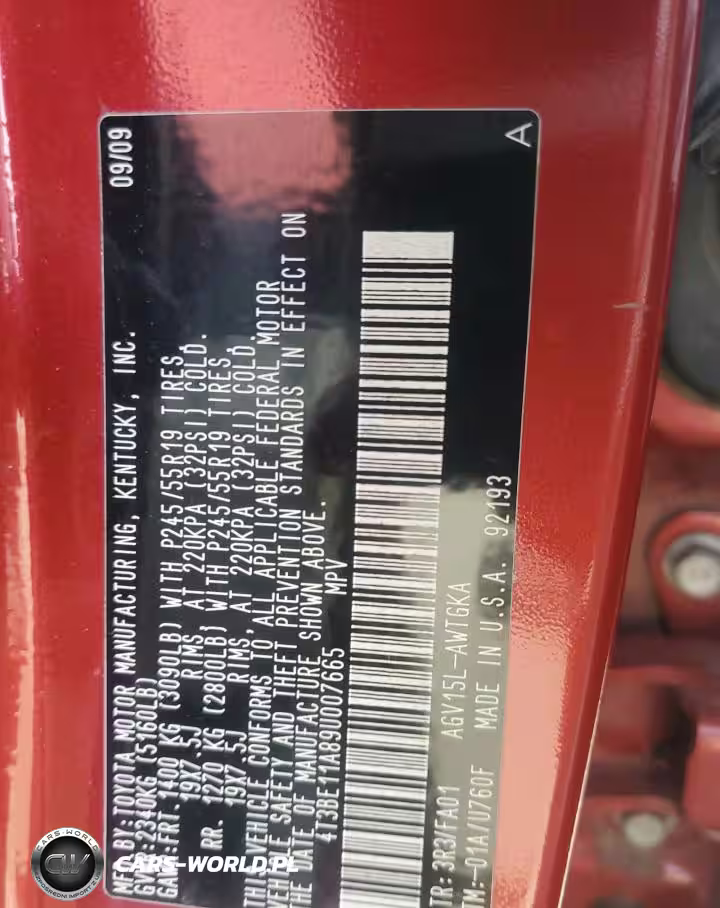 09/09
MFD BY: TOYOTA MOTOR MANUFACTURING, KENTUCKY, INC.
GVWR:2340KG (5160LB)
GAWR:FRT. 1400 KG (3090LB) WITH P245/55R19 TIRES,
19X7.5J RIMS, AT 220KPA (32PSI) COLD.
RR. 1270 KG (2800LB) WITH P245/55R19 TIRES,
19X7.5J RIMS, AT 220KPA (32PSI) COLD.
THIS VEHICLE CONFORMS TO ALL APPLICABLE FEDERAL MOTOR
VEHICLE SAFETY AND THEFT PREVENTION STANDARDS IN EFFECT ON
THE DATE OF MANUFACTURE SHOWN ABOVE.
4T3BE11A89U007665 MPV
TR: 3R3/FA01 AGV15L-AWTGKA
TM:-01A/U760F MADE IN U.S.A. 92193
A
CARS-WORLD
CW
CARS-WORLD.PL